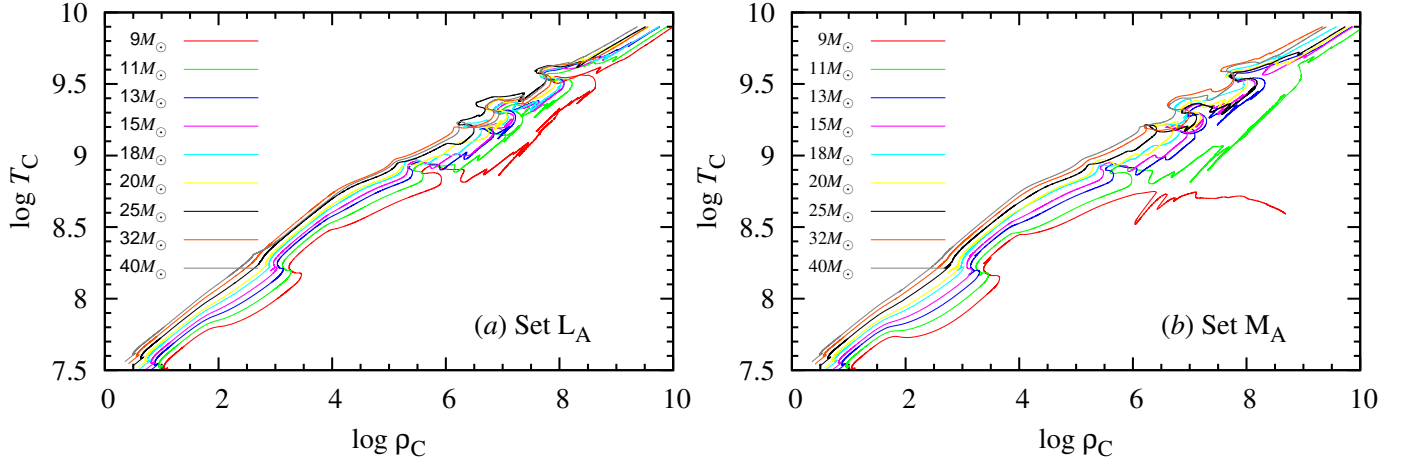 10
9.5
9
8.5
8
7.5
log T_C
9M_⊙
11M_⊙
13M_⊙
15M_⊙
18M_⊙
20M_⊙
25M_⊙
32M_⊙
40M_⊙
(a) Set L_A
0 2 4 6 8 10
log ρ_C
10
9.5
9
8.5
8
7.5
log T_C
9M_⊙
11M_⊙
13M_⊙
15M_⊙
18M_⊙
20M_⊙
25M_⊙
32M_⊙
40M_⊙
(b) Set M_A
0 2 4 6 8 10
log ρ_C